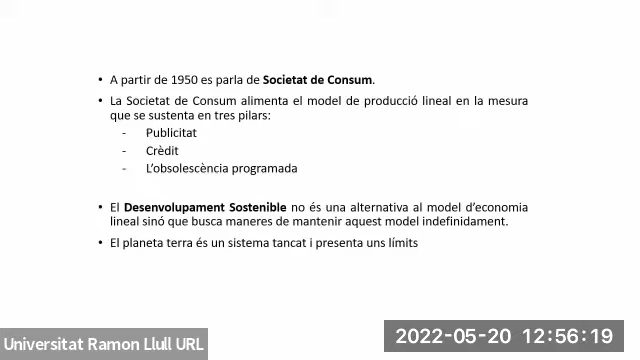 • A partir de 1950 es parla de Societat de Consum.
• La Societat de Consum alimenta el model de producció lineal en la mesura
que se sustenta en tres pilars:
- Publicitat
- Crèdit
- L'obsolescència programada
• El Desenvolupament Sostenible no és una alternativa al model d'economia
lineal sinó que busca maneres de mantenir aquest model indefinidament.
• El planeta terra és un sistema tancat i presenta uns límits
Universitat Ramon Llull URL
2022-05-20 12:56:19